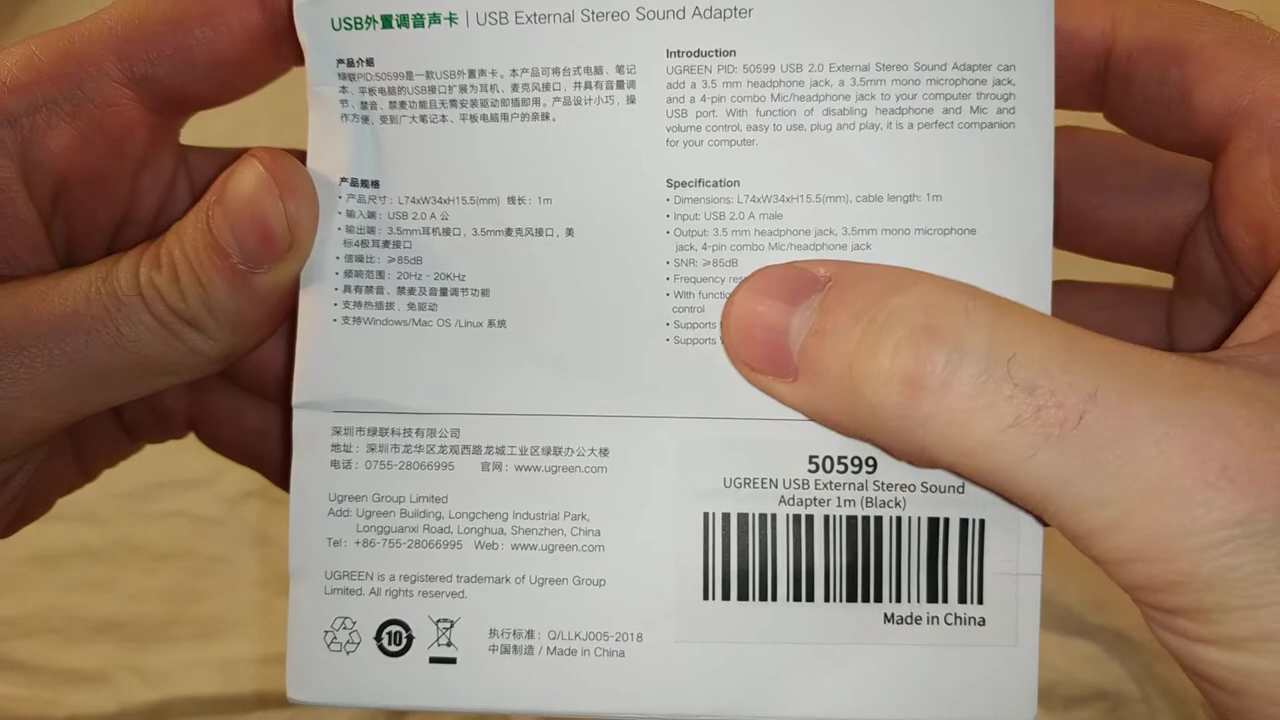 USB外置调音声卡 | USB External Stereo Sound Adapter
产品介绍
绿联PID:50599是一款USB外置声卡。本产品可将台式电脑、笔记
本、平板电脑的USB接口扩展为耳机、麦克风接口，并具有音量调
节、禁音、禁麦功能且无需安装驱动即插即用。产品设计小巧，操
作方便，受到广大笔记本、平板电脑用户的亲睐。
产品规格
• 产品尺寸：L74xW34xH15.5(mm) 线长：1m
• 输入端：USB 2.0 A 公
• 输出端：3.5mm耳机接口，3.5mm麦克风接口，美
标4极耳麦接口
• 信噪比：≥85dB
• 频响范围：20Hz - 20KHz
• 具有禁音、禁麦及音量调节功能
• 支持热插拔，免驱动
• 支持Windows/Mac OS /Linux 系统
Introduction
UGREEN PID: 50599 USB 2.0 External Stereo Sound Adapter can
add a 3.5 mm headphone jack, a 3.5mm mono microphone jack,
and a 4-pin combo Mic/headphone jack to your computer through
USB port. With function of disabling headphone and Mic and
volume control, easy to use, plug and play, it is a perfect companion
for your computer.
Specification
• Dimensions: L74xW34xH15.5(mm), cable length: 1m
• Input: USB 2.0 A male
• Output: 3.5 mm headphone jack, 3.5mm mono microphone
jack, 4-pin combo Mic/headphone jack
• SNR: ≥85dB
• Frequency
• With
control
• Supports
• Supports
深圳市绿联科技有限公司
地址：深圳市龙华区龙观西路龙城工业区绿联办公大楼
电话：0755-28066995 官网：www.ugreen.com
Ugreen Group Limited
Add: Ugreen Building, Longcheng Industrial Park,
Longguanxi Road, Longhua, Shenzhen, China
Tel: +86-755-28066995 Web: www.ugreen.com
UGREEN is a registered trademark of Ugreen Group
Limited. All rights reserved.
10
执行标准：Q/LLKJ005-2018
中国制造 / Made in China
50599
UGREEN USB External Stereo Sound
Adapter 1m (Black)
Made in China